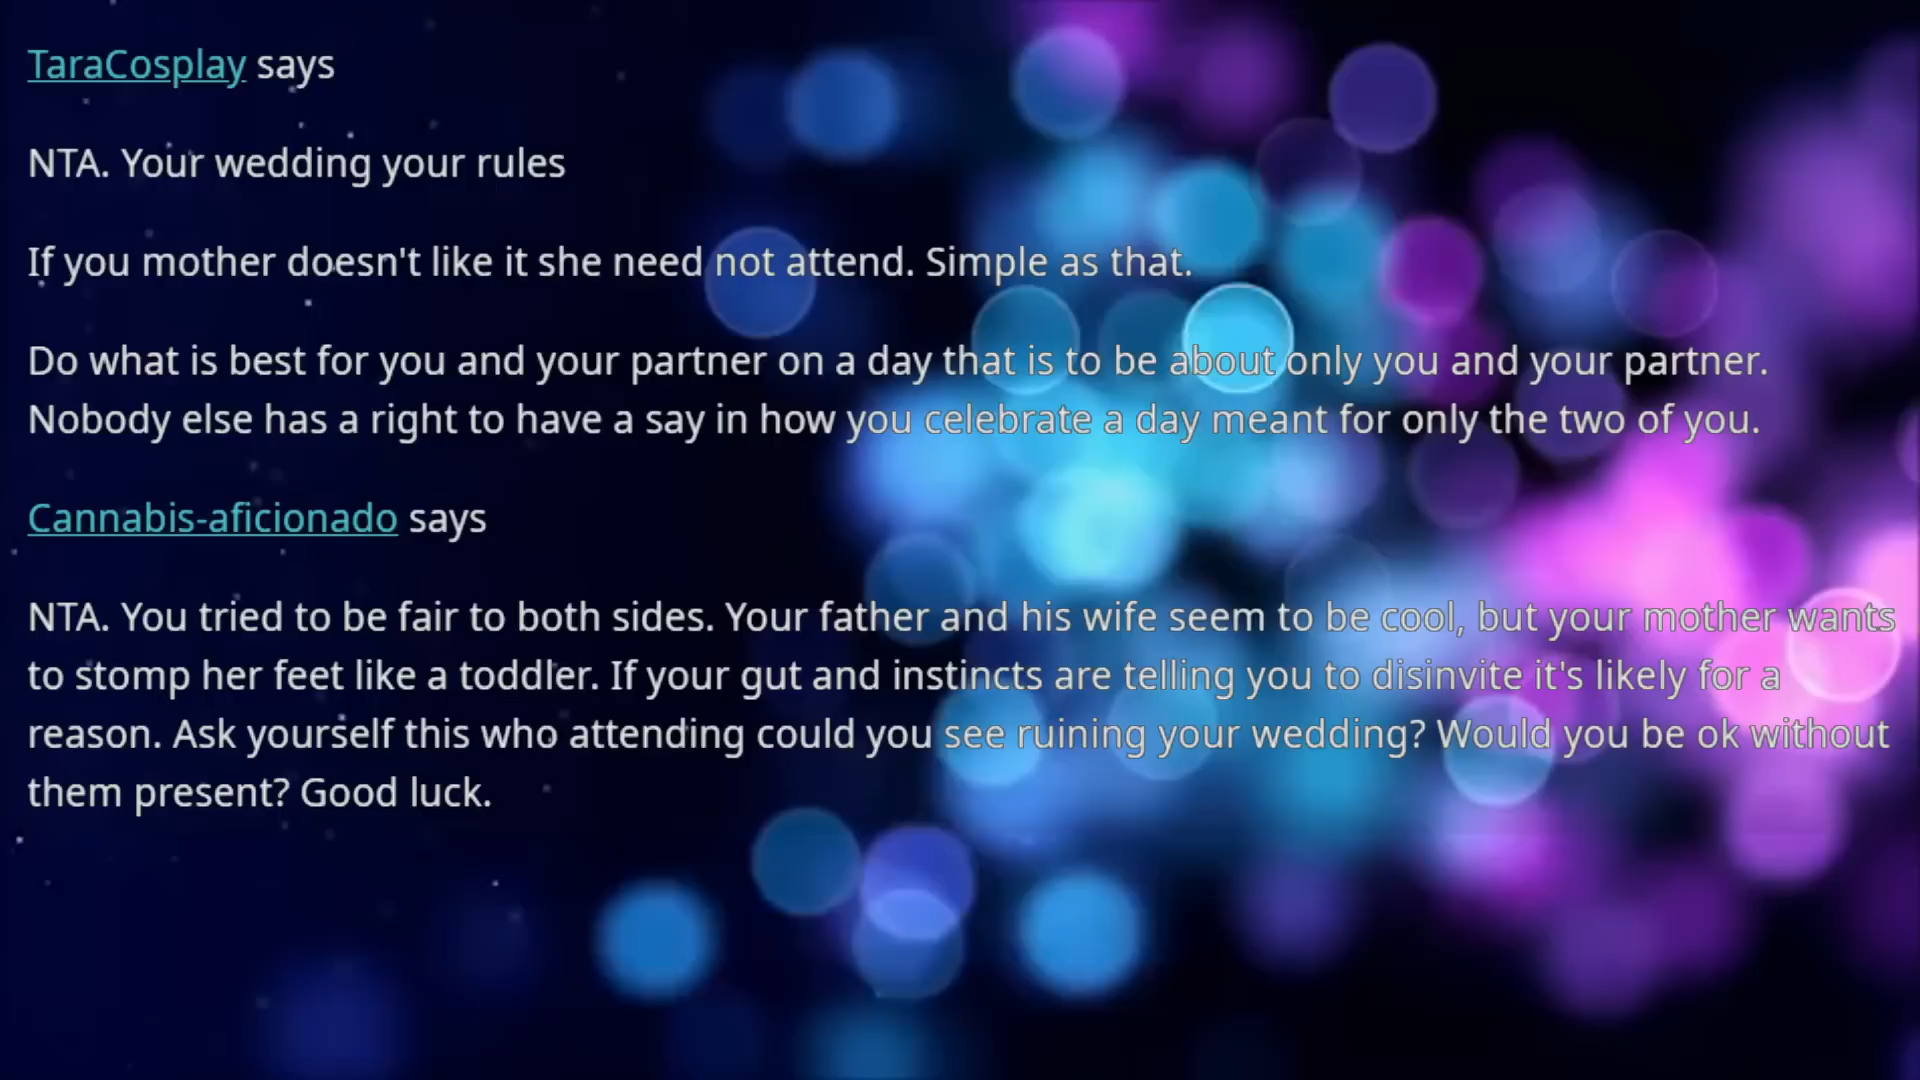 TaraCosplay says
NTA. Your wedding your rules
If you mother doesn't like it she need not attend. Simple as that.
Do what is best for you and your partner on a day that is to be about only you and your partner.
Nobody else has a right to have a say in how you celebrate a day meant for only the two of you.
Cannabis-aficionado says
NTA. You tried to be fair to both sides. Your father and his wife seem to be cool, but your mother wants
to stomp her feet like a toddler. If your gut and instincts are telling you to disinvite it's likely for a
reason. Ask yourself this who attending could you see ruining your wedding? Would you be ok without
them present? Good luck.